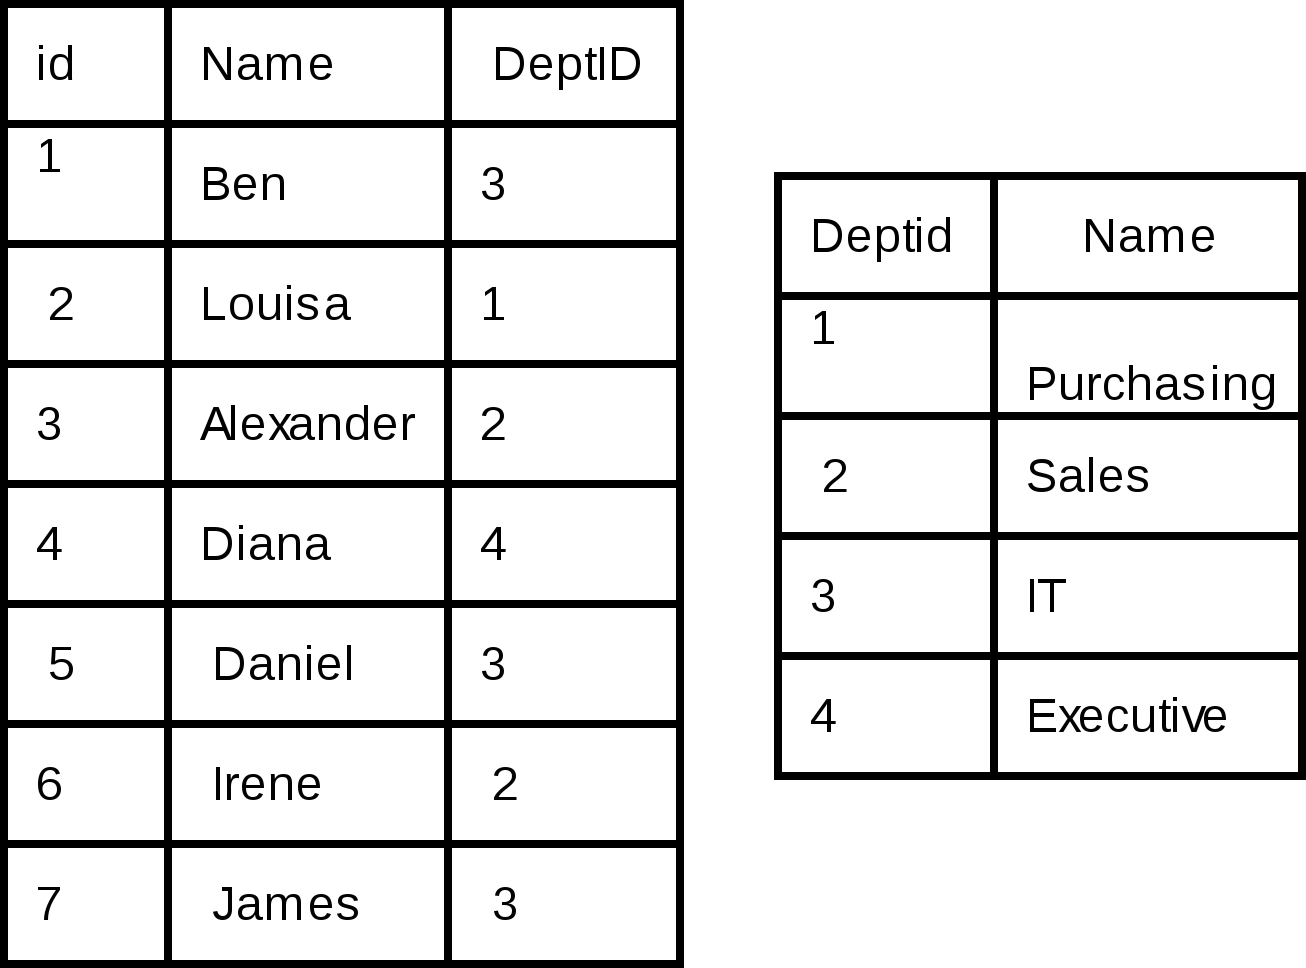 id Name DeptID
1 Ben 3
2 Louisa 1
3 Alexander 2
4 Diana 4
5 Daniel 3
6 Irene 2
7 James 3
Deptid Name
1 Purchasing
2 Sales
3 IT
4 Executive